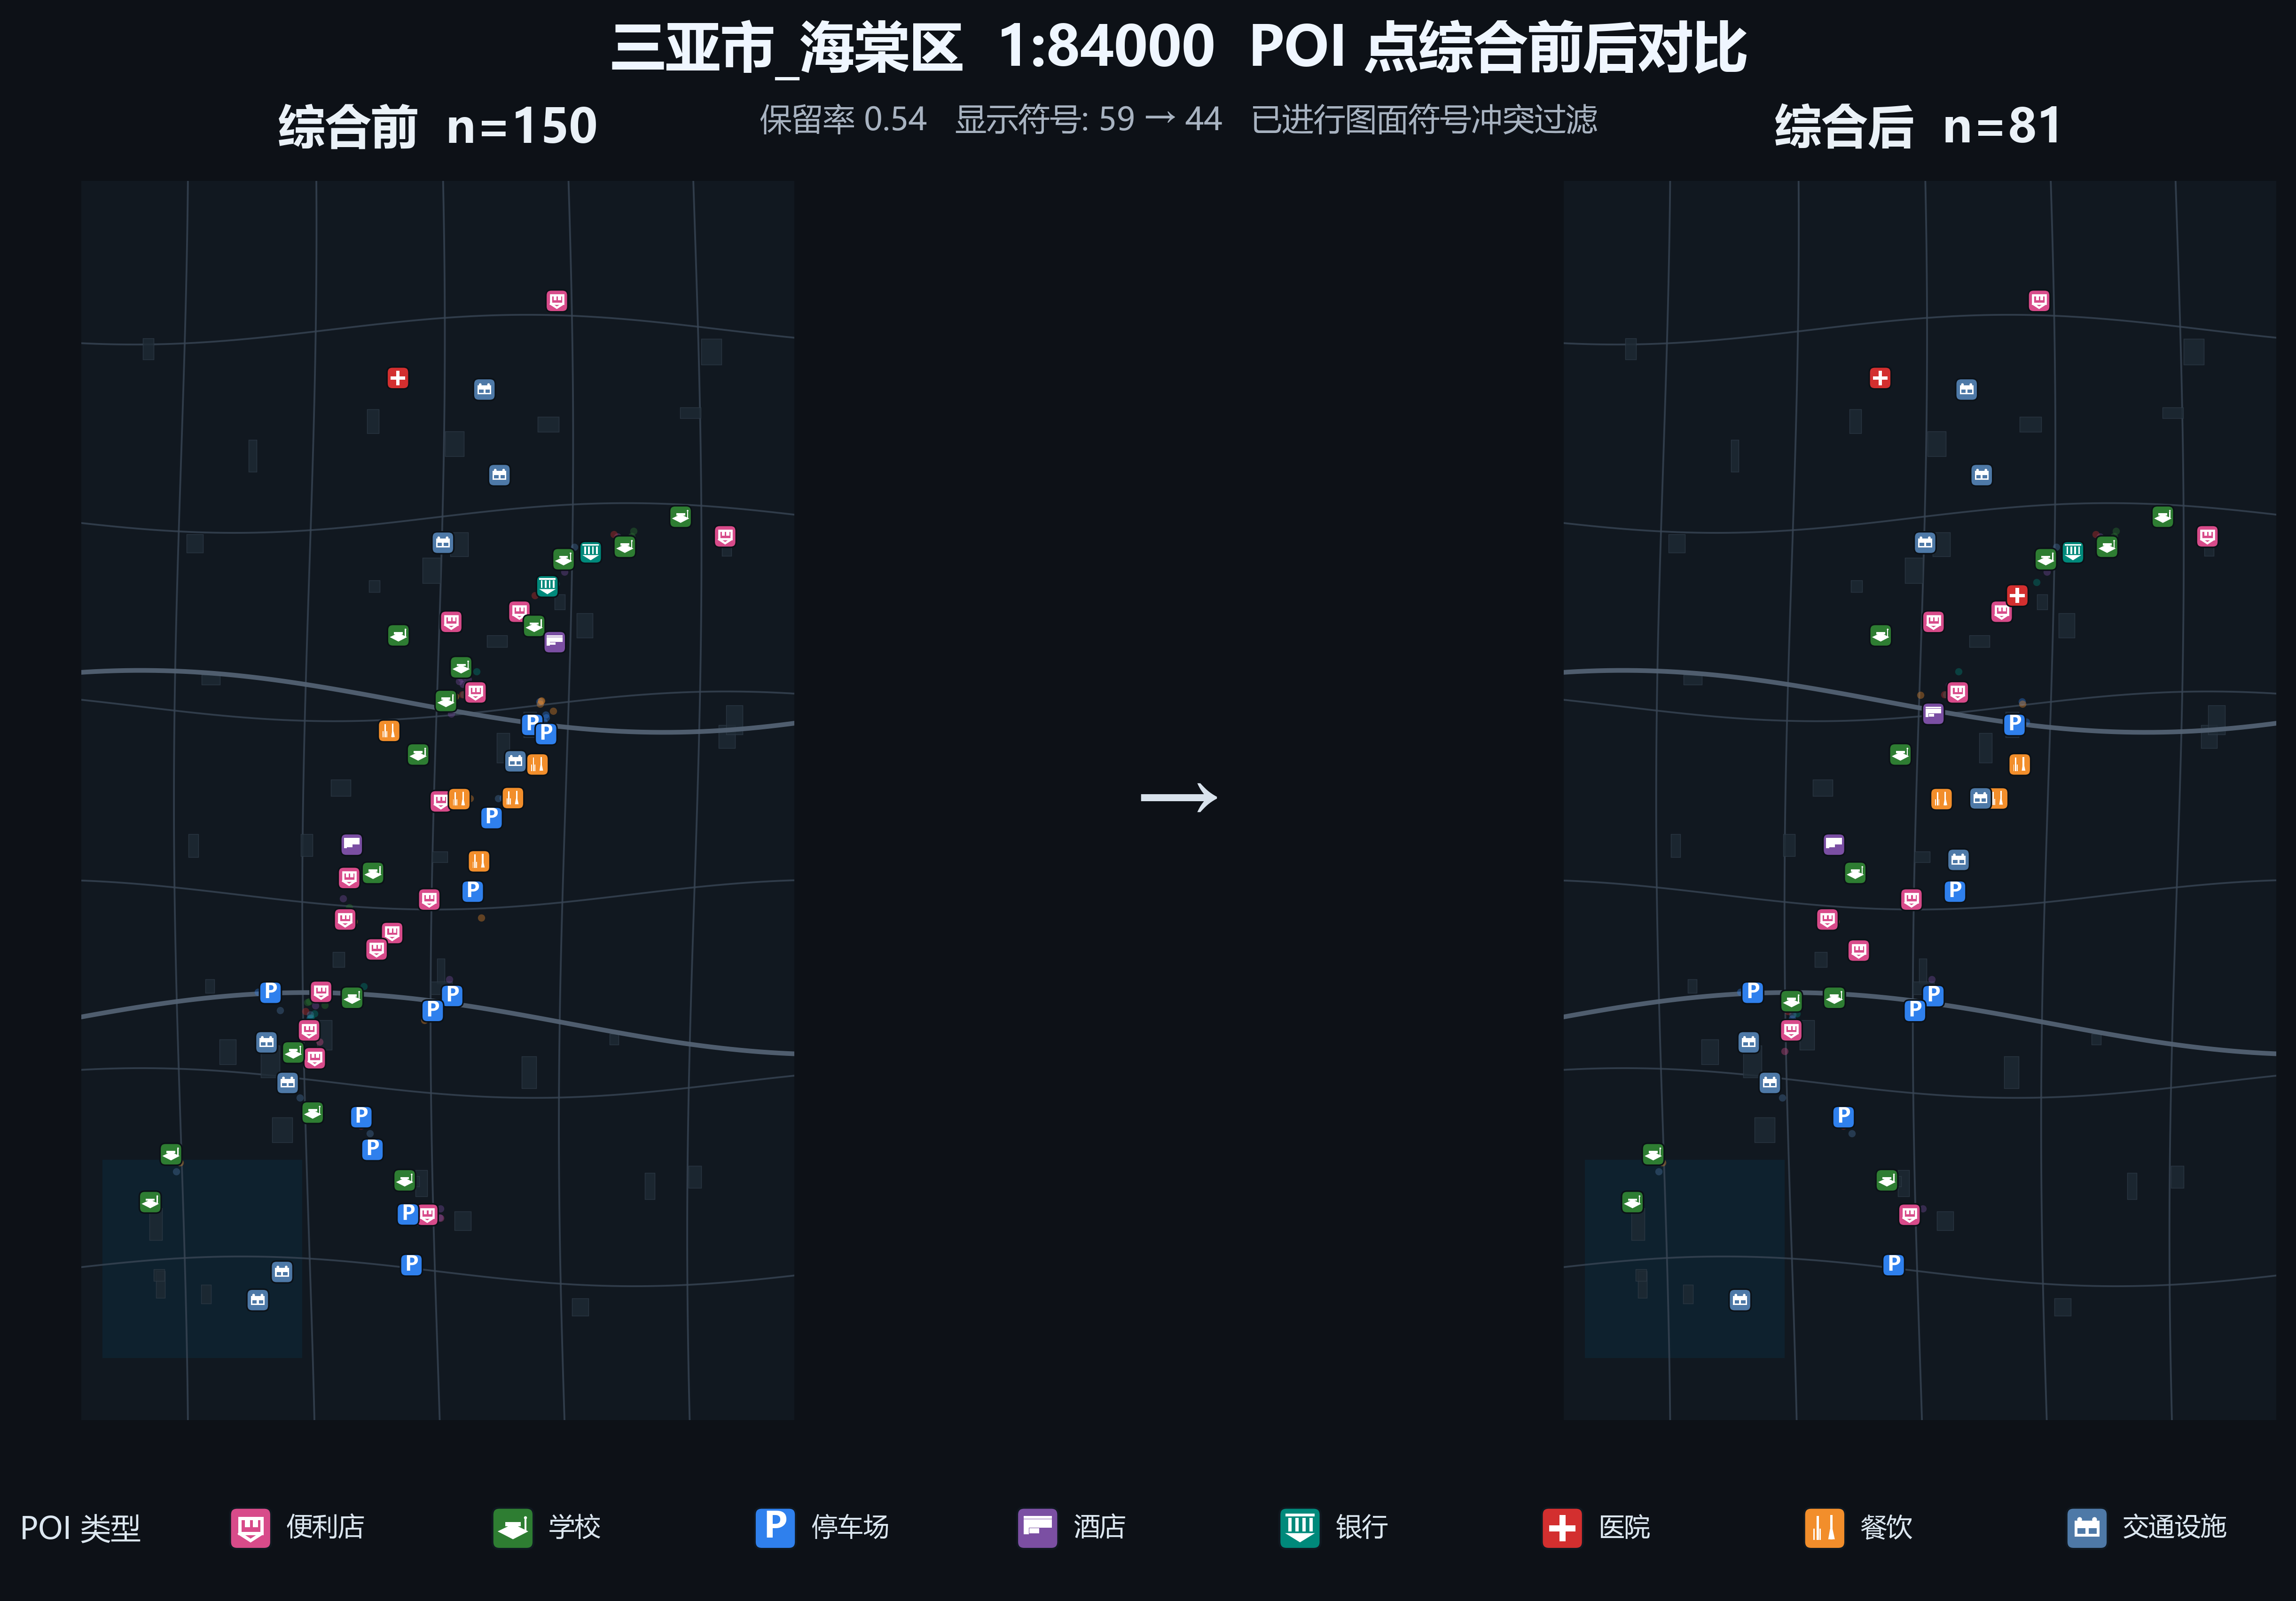 三亚市_海棠区 1:84000 POI 点综合前后对比
综合前 n=150
保留率 0.54 显示符号: 59 → 44 已进行图面符号冲突过滤
综合后 n=81
→
POI 类型
便利店
学校
P 停车场
酒店
银行
医院
餐饮
交通设施